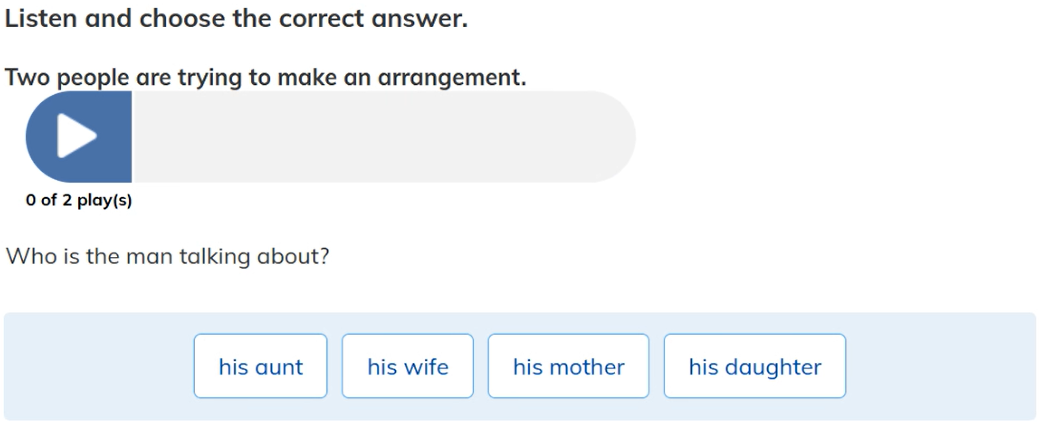 Listen and choose the correct answer.
Two people are trying to make an arrangement.
0 of 2 play(s)
Who is the man talking about?
his aunt
his wife
his mother
his daughter